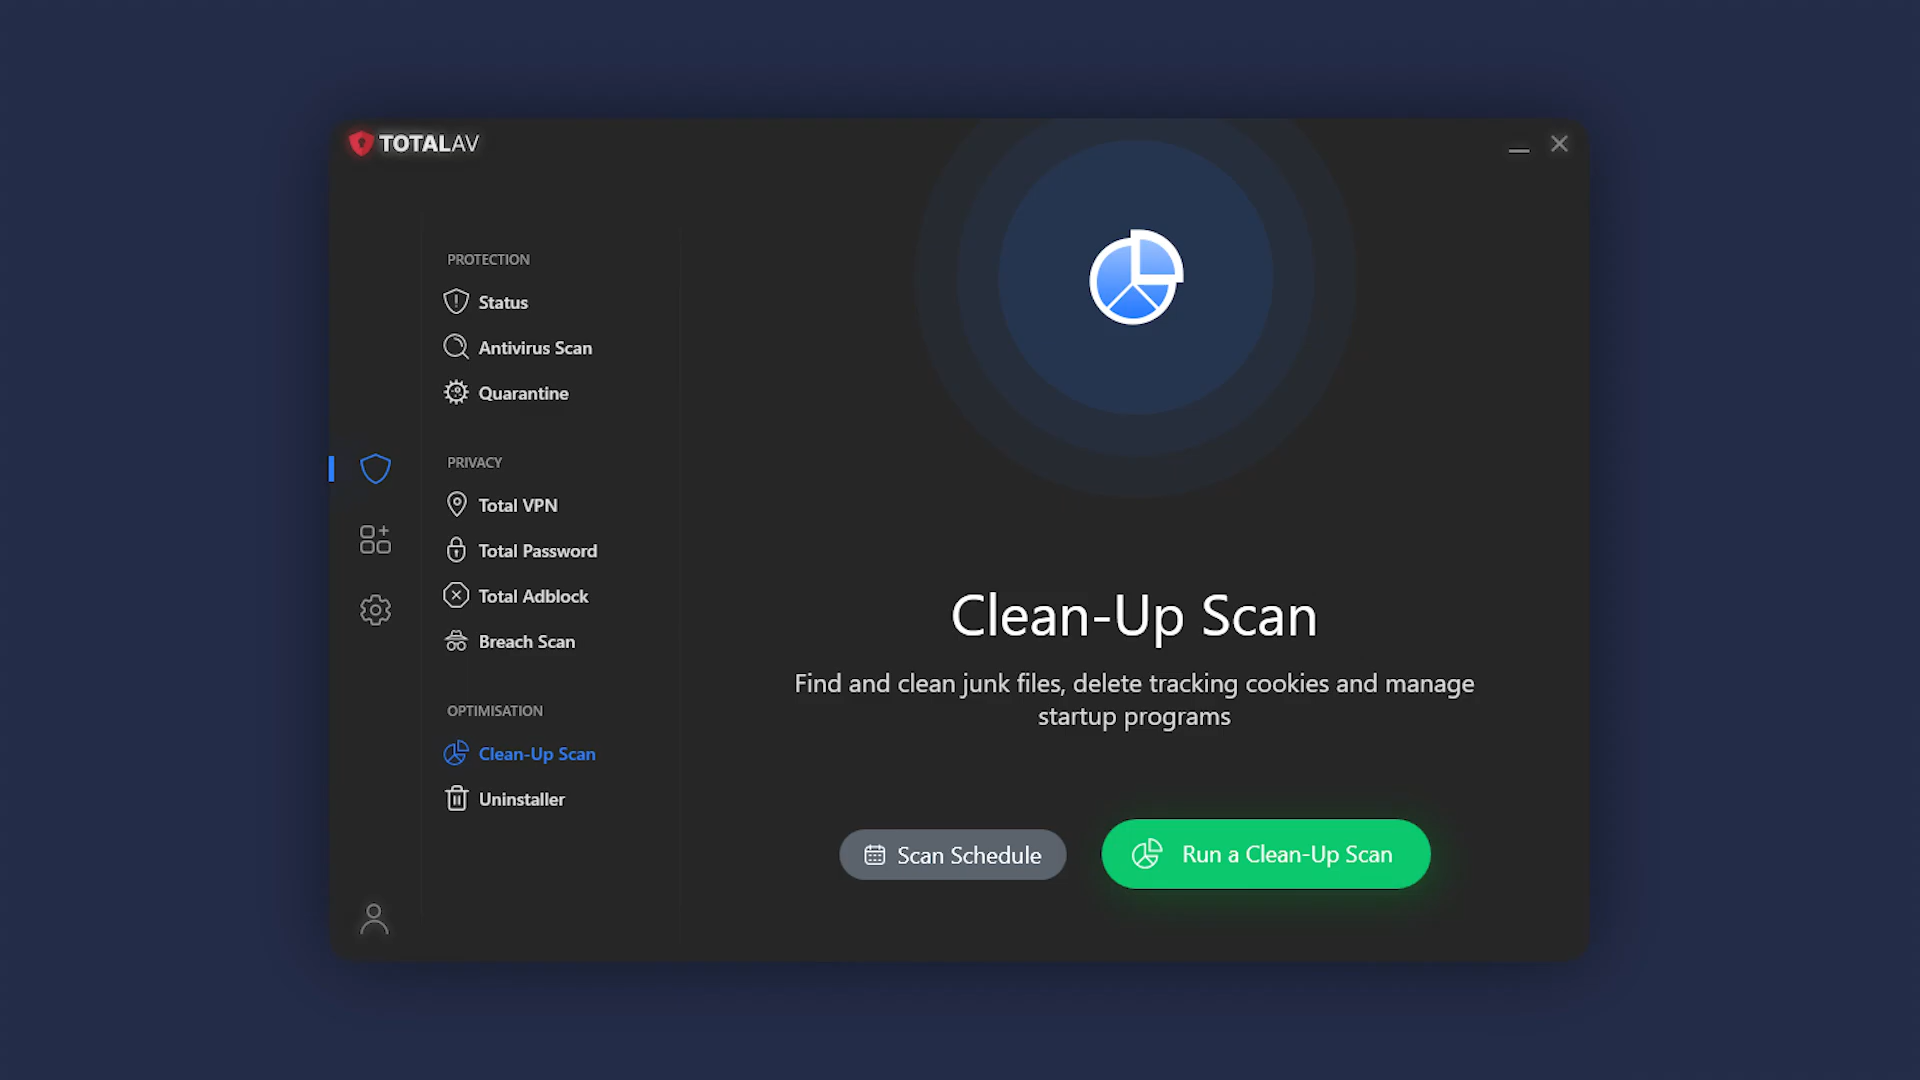 TOTALAV
PROTECTION
Status
Antivirus Scan
Quarantine
PRIVACY
Total VPN
Total Password
Total Adblock
Breach Scan
OPTIMISATION
Clean-Up Scan
Uninstaller
Clean-Up Scan
Find and clean junk files, delete tracking cookies and manage
startup programs
Scan Schedule
Run a Clean-Up Scan